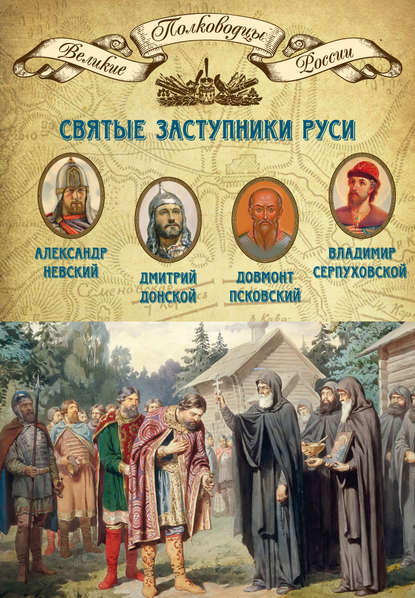 Великие Полководцы России
СВЯТЫЕ ЗАСТУПНИКИ РУСИ
АЛЕКСАНДР
НЕВСКИЙ
ДМИТРИЙ
ДОНСКОЙ
ДОВМОНТ
ПСКОВСКИЙ
ВЛАДИМИР
СЕРПУХОВСКОЙ